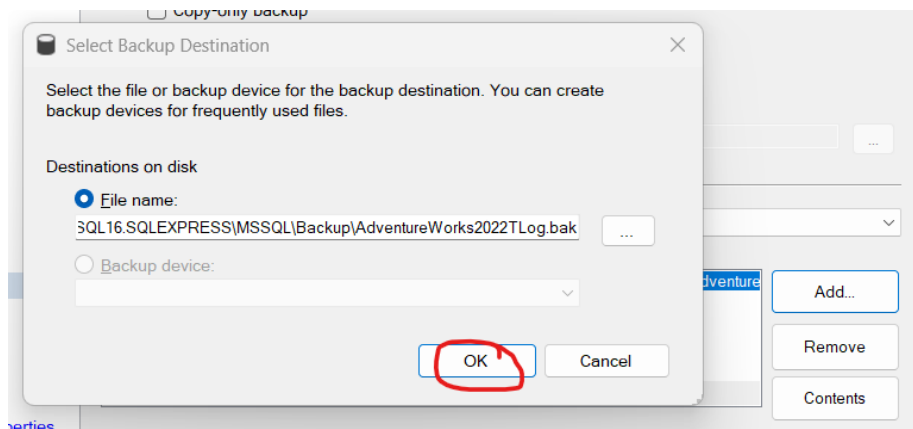 Copy-only backup
Select Backup Destination
Select the file or backup device for the backup destination. You can create
backup devices for frequently used files.
...
Destinations on disk
File name:
SQL16.SQLEXPRESS\MSSQL\Backup\AdventureWorks2022TLog.bak
...
Backup device:
dventure
Add...
OK
Cancel
Remove
Contents
perties